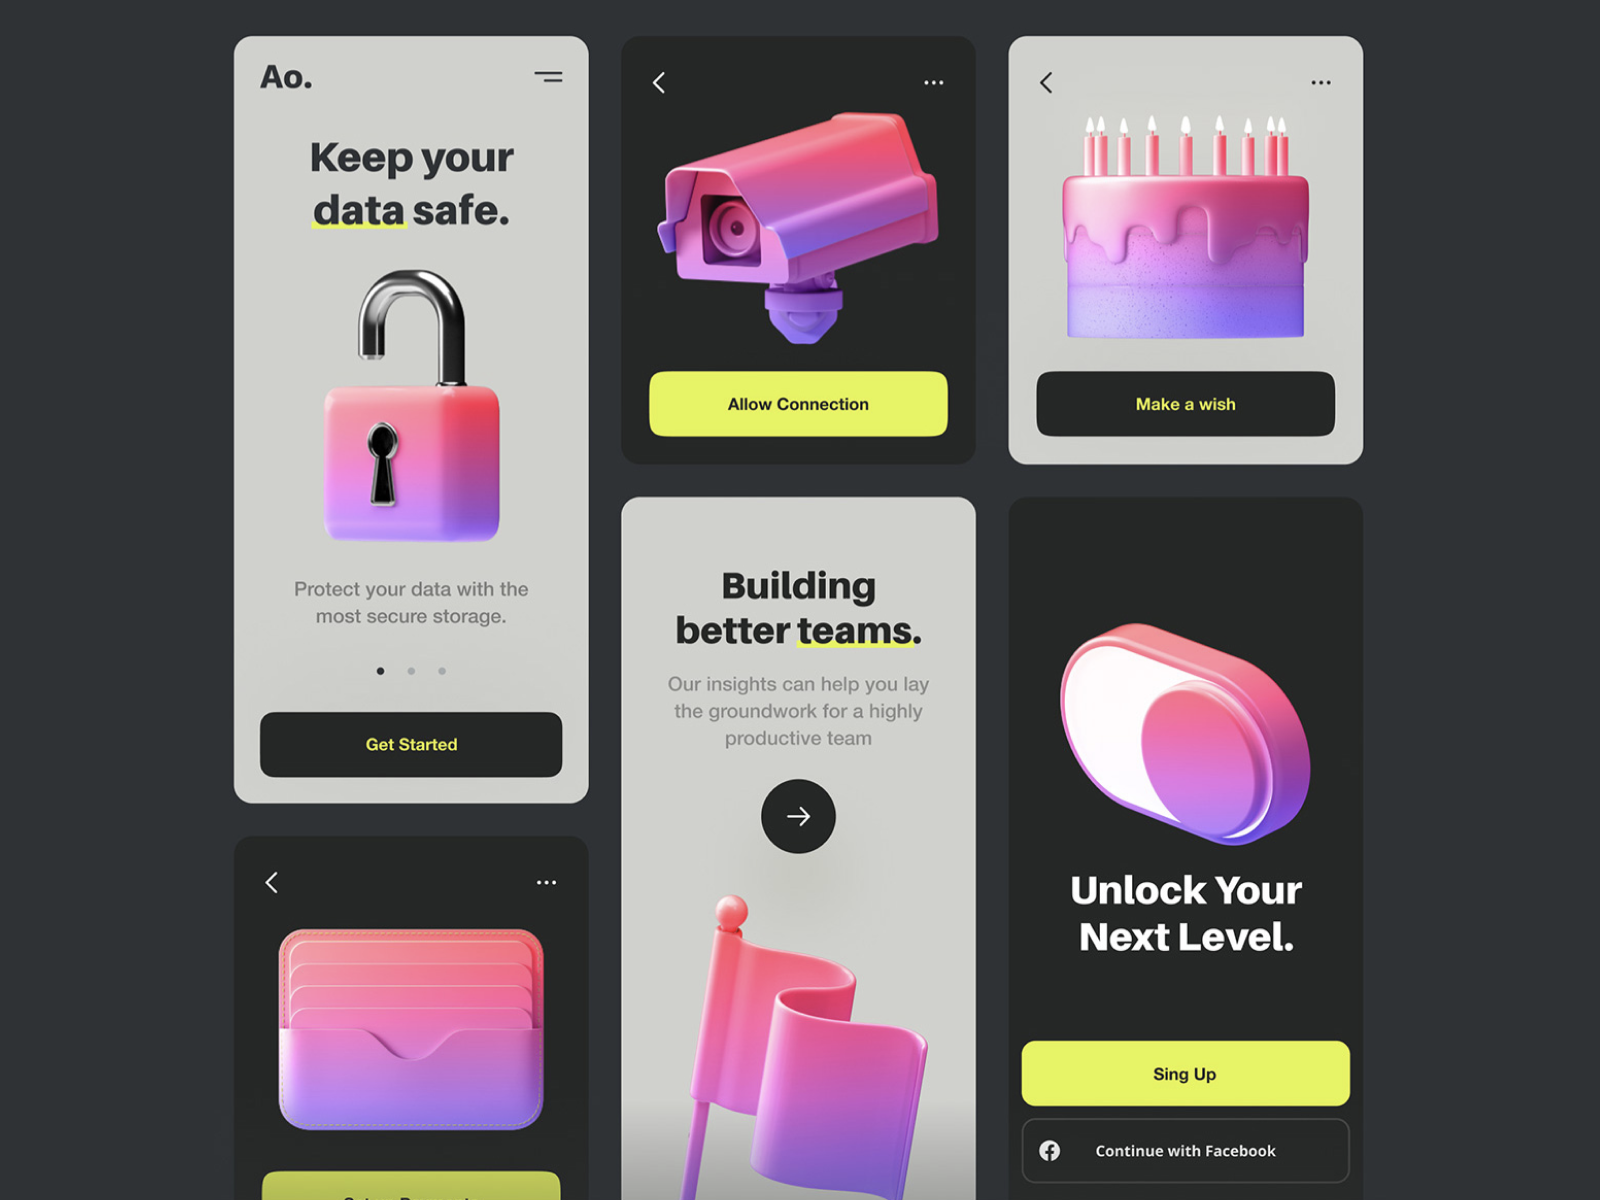 Ao.
Keep your
data safe.
Protect your data with the
most secure storage.
Get Started
Allow Connection
Make a wish
Building
better teams.
Our insights can help you lay
the groundwork for a highly
productive team
Unlock Your
Next Level.
Sing Up
Continue with Facebook